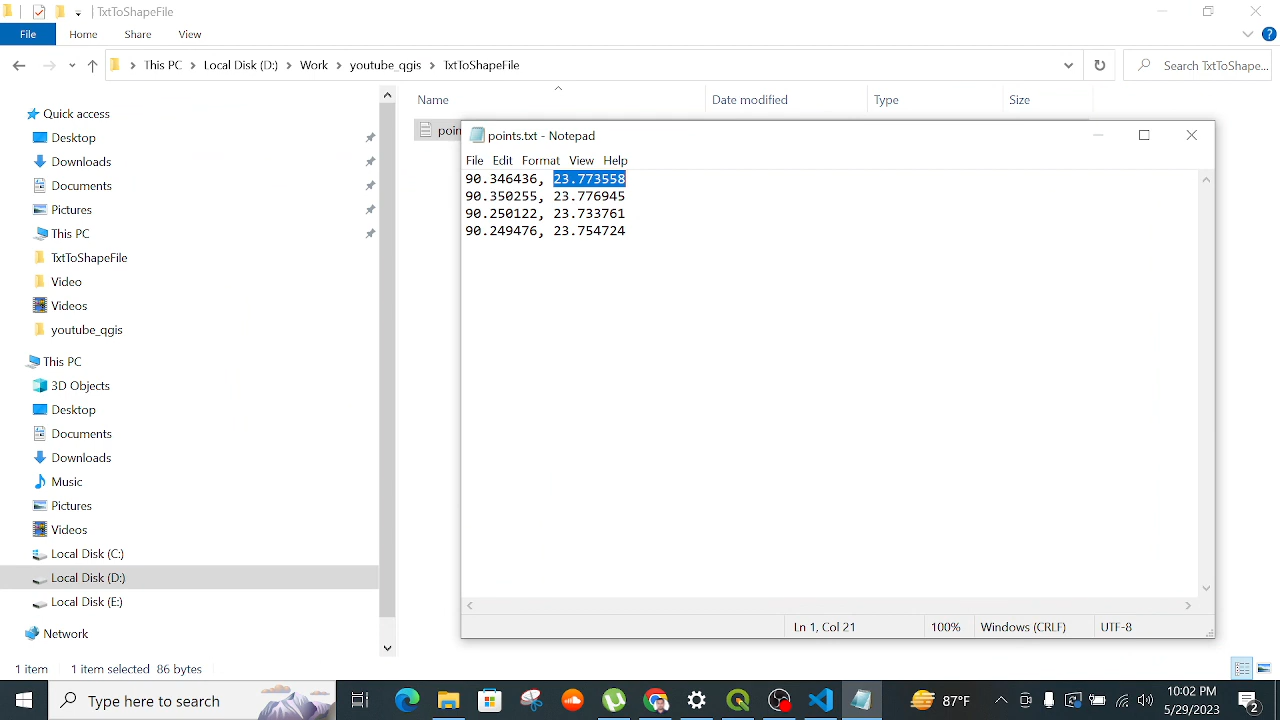 TxtToShapeFile
File Home Share View
This PC Local Disk (D:) Work youtube_qgis TxtToShapeFile
Search TxtToShape...
Quick access
Desktop
Downloads
Documents
Pictures
This PC
TxtToShapeFile
Video
Videos
youtube_qgis
This PC
3D Objects
Desktop
Documents
Downloads
Music
Pictures
Videos
Local Disk (C:)
Local Disk (D:)
Local Disk (E:)
Network
Name Date modified Type Size
poin
points.txt - Notepad
File Edit Format View Help
90.346436, 23.773558
90.350255, 23.776945
90.250122, 23.733761
90.249476, 23.754724
Ln 1, Col 21 100% Windows (CRLF) UTF-8
1 item 1 item selected 86 bytes
Type here to search
87°F
10:56 PM
5/29/2023
2